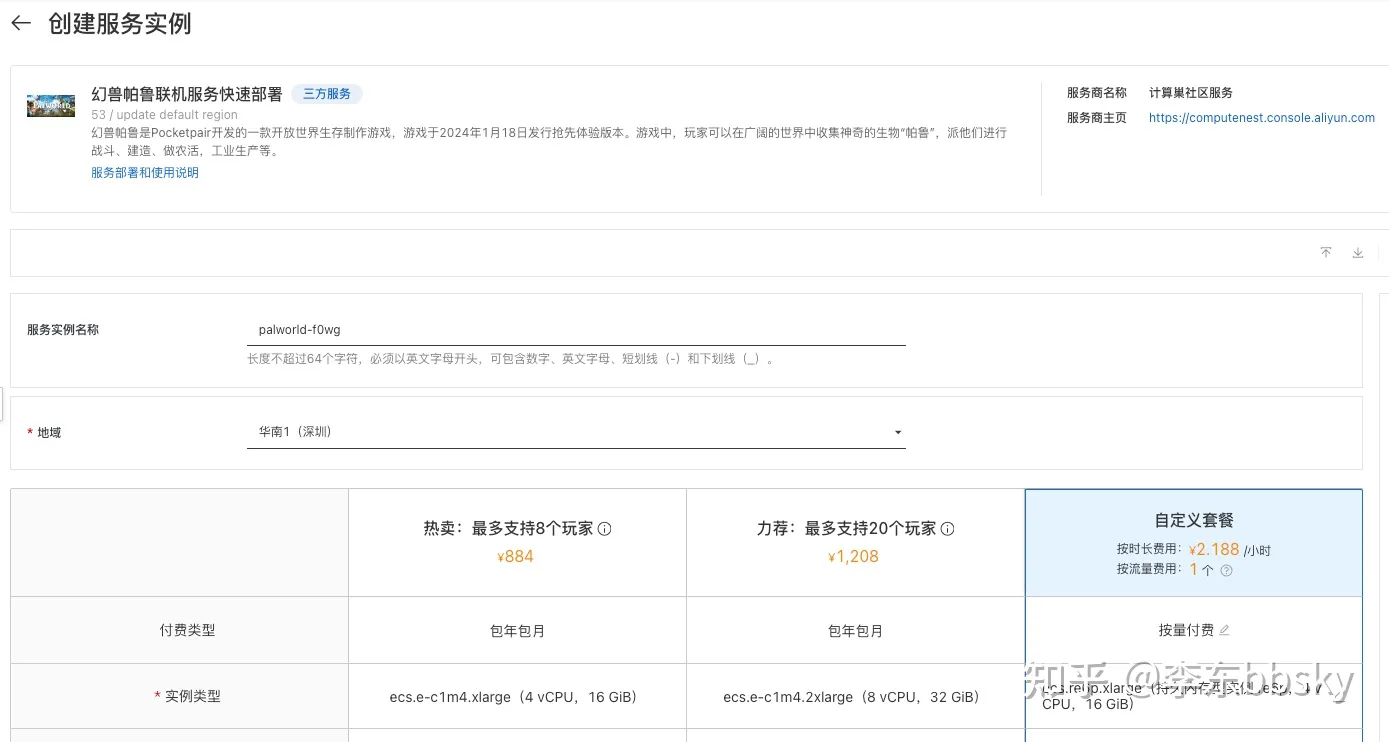 创建服务实例
幻兽帕鲁联机服务快速部署 三方服务
53 / update default region
幻兽帕鲁是Pocketpair开发的一款开放世界生存制作游戏，游戏于2024年1月18日发行抢先体验版本。游戏中，玩家可以在广阔的世界中收集神奇的生物“帕鲁”，派他们进行
战斗、建造、做农活，工业生产等。
服务部署和使用说明
服务商名称 计算巢社区服务
服务商主页 https://computenest.console.aliyun.com
PALWORLD
服务实例名称 palworld-f0wg
长度不超过64个字符，必须以英文字母开头，可包含数字、英文字母、短划线（-）和下划线（_）。
* 地域 华南1（深圳）
热卖：最多支持8个玩家 力荐：最多支持20个玩家 自定义套餐
¥884 ¥1,208 按时长费用：¥2.188 /小时
按流量费用：1 个
付费类型 包年包月 包年包月 按量付费
* 实例类型 ecs.e-c1m4.xlarge（4 vCPU，16 GiB） ecs.e-c1m4.2xlarge（8 vCPU，32 GiB） ecs.re6p.xlarge（持久内存型实例 re6p，4 v
CPU，16 GiB）
知乎 @李东bbsky